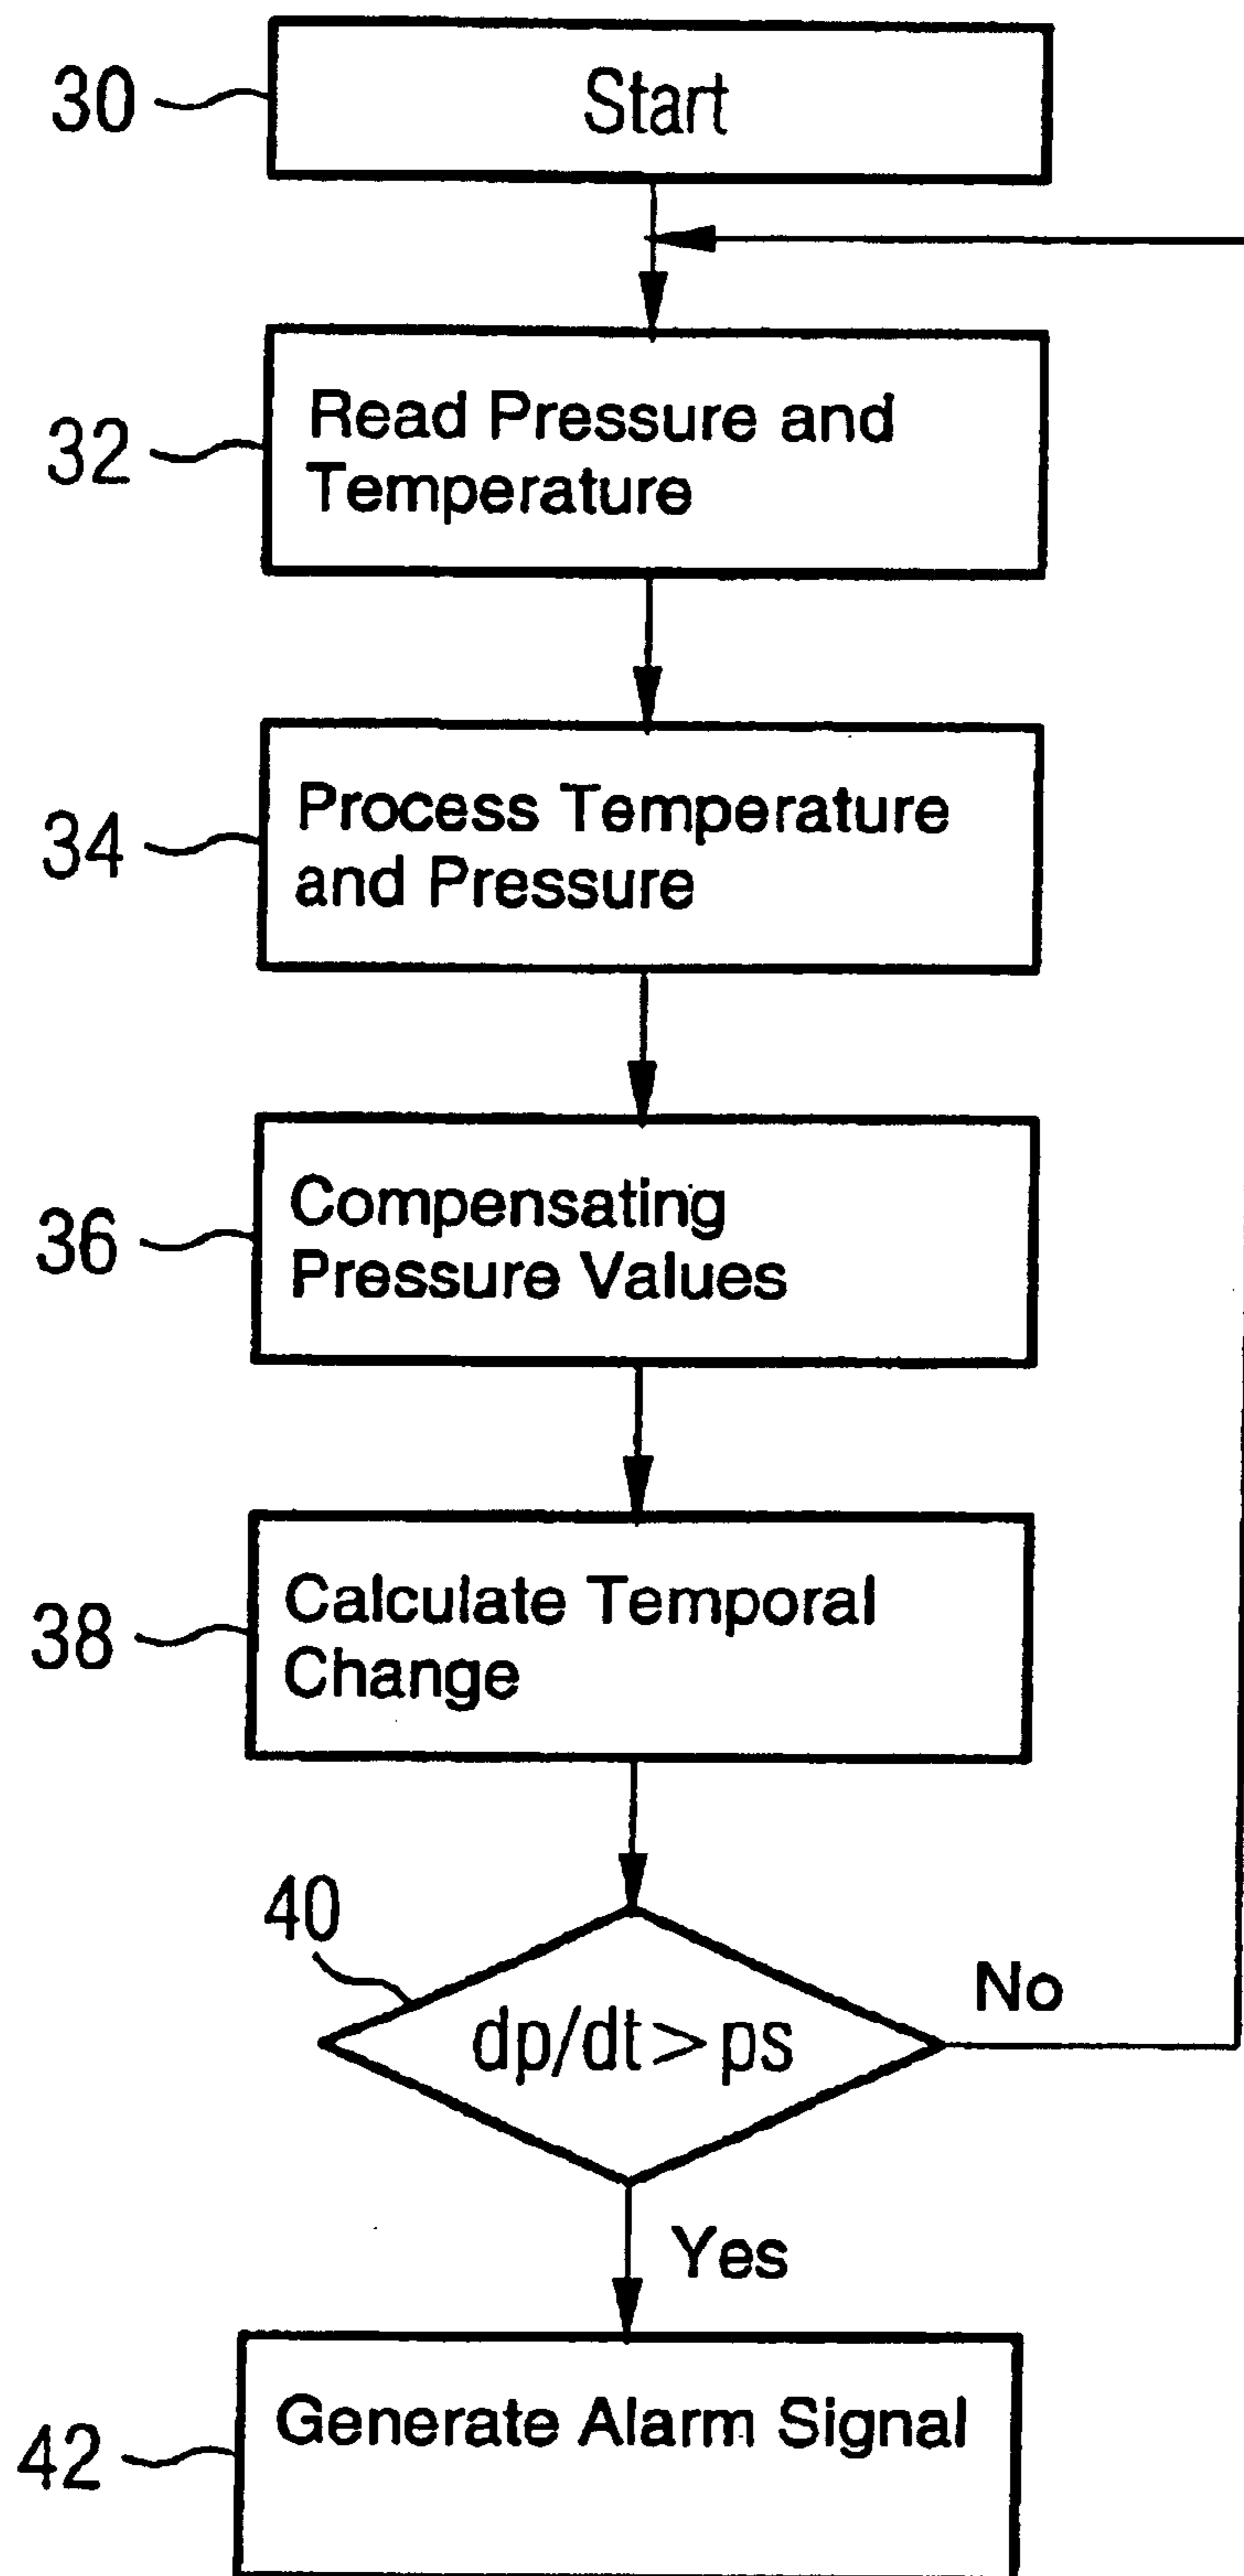 30
Start
32
Read Pressure and
Temperature
34
Process Temperature
and Pressure
36
Compensating
Pressure Values
38
Calculate Temporal
Change
40
dp/dt>ps
No
Yes
42
Generate Alarm Signal